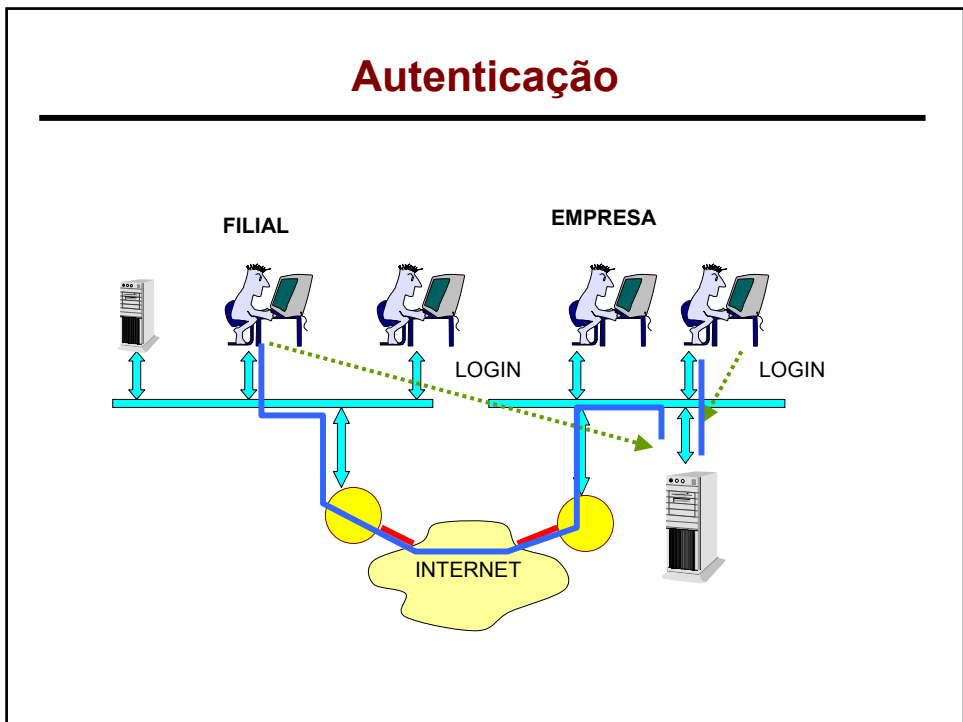 Autenticação
FILIAL
EMPRESA
LOGIN
LOGIN
INTERNET